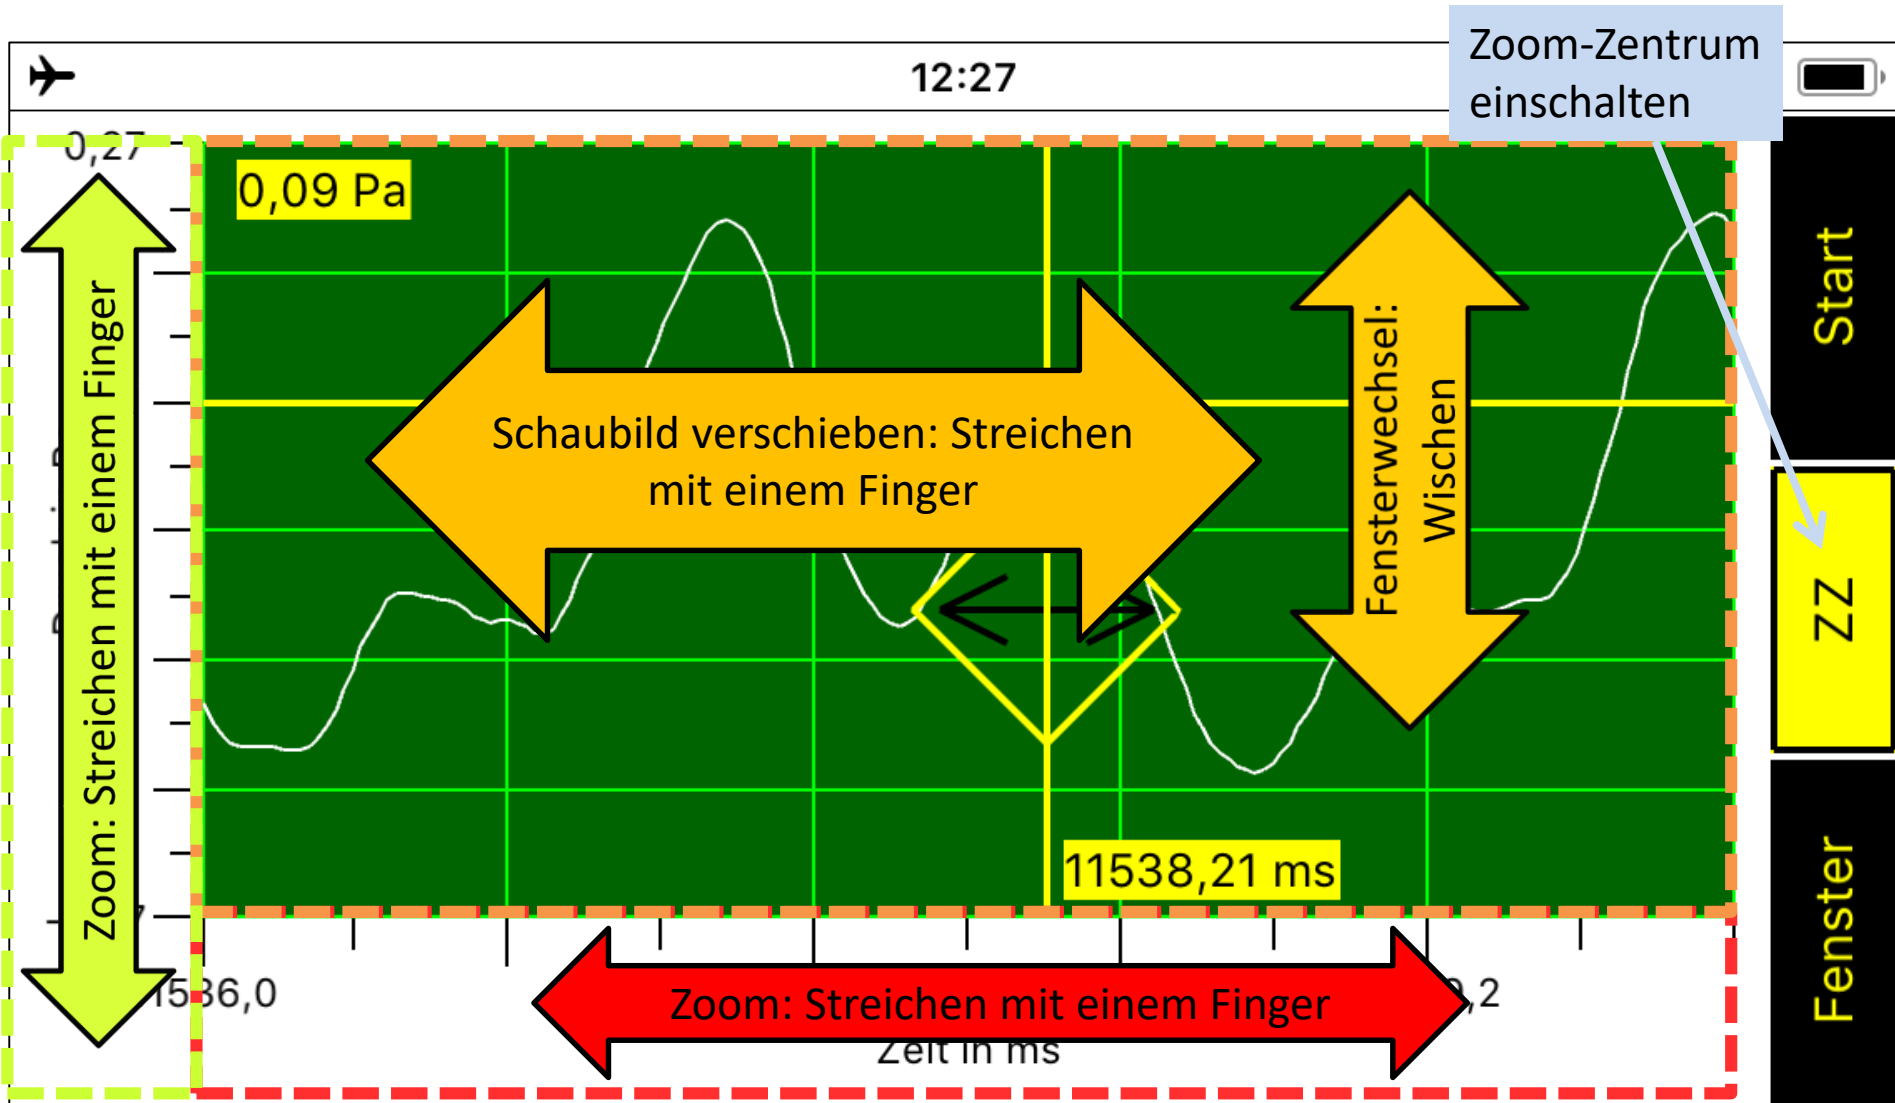 Zoom-Zentrum
einschalten
12:27
0,27
0,09 Pa
Start
Zoom: Streichen mit einem Finger
Schaubild verschieben: Streichen
mit einem Finger
Fensterwechsel:
Wischen
ZZ
11538,21 ms
Fenster
Zoom: Streichen mit einem Finger
Zeit in ms